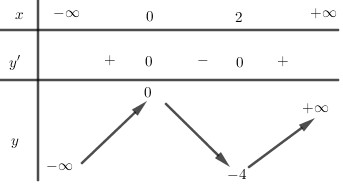 x −∞ 0 2 +∞
y′ + 0 − 0 +
0
+∞
y
−∞
−4